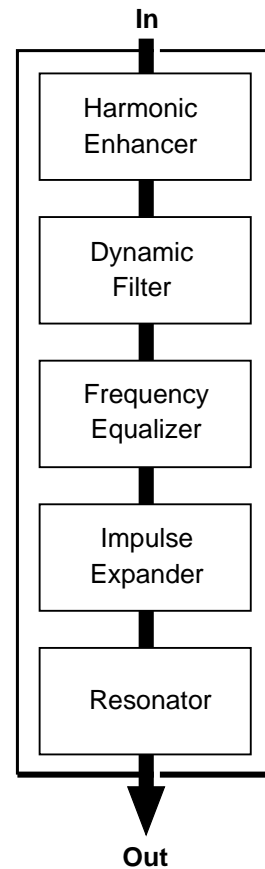 In
Harmonic
Enhancer
Dynamic
Filter
Frequency
Equalizer
Impulse
Expander
Resonator
Out